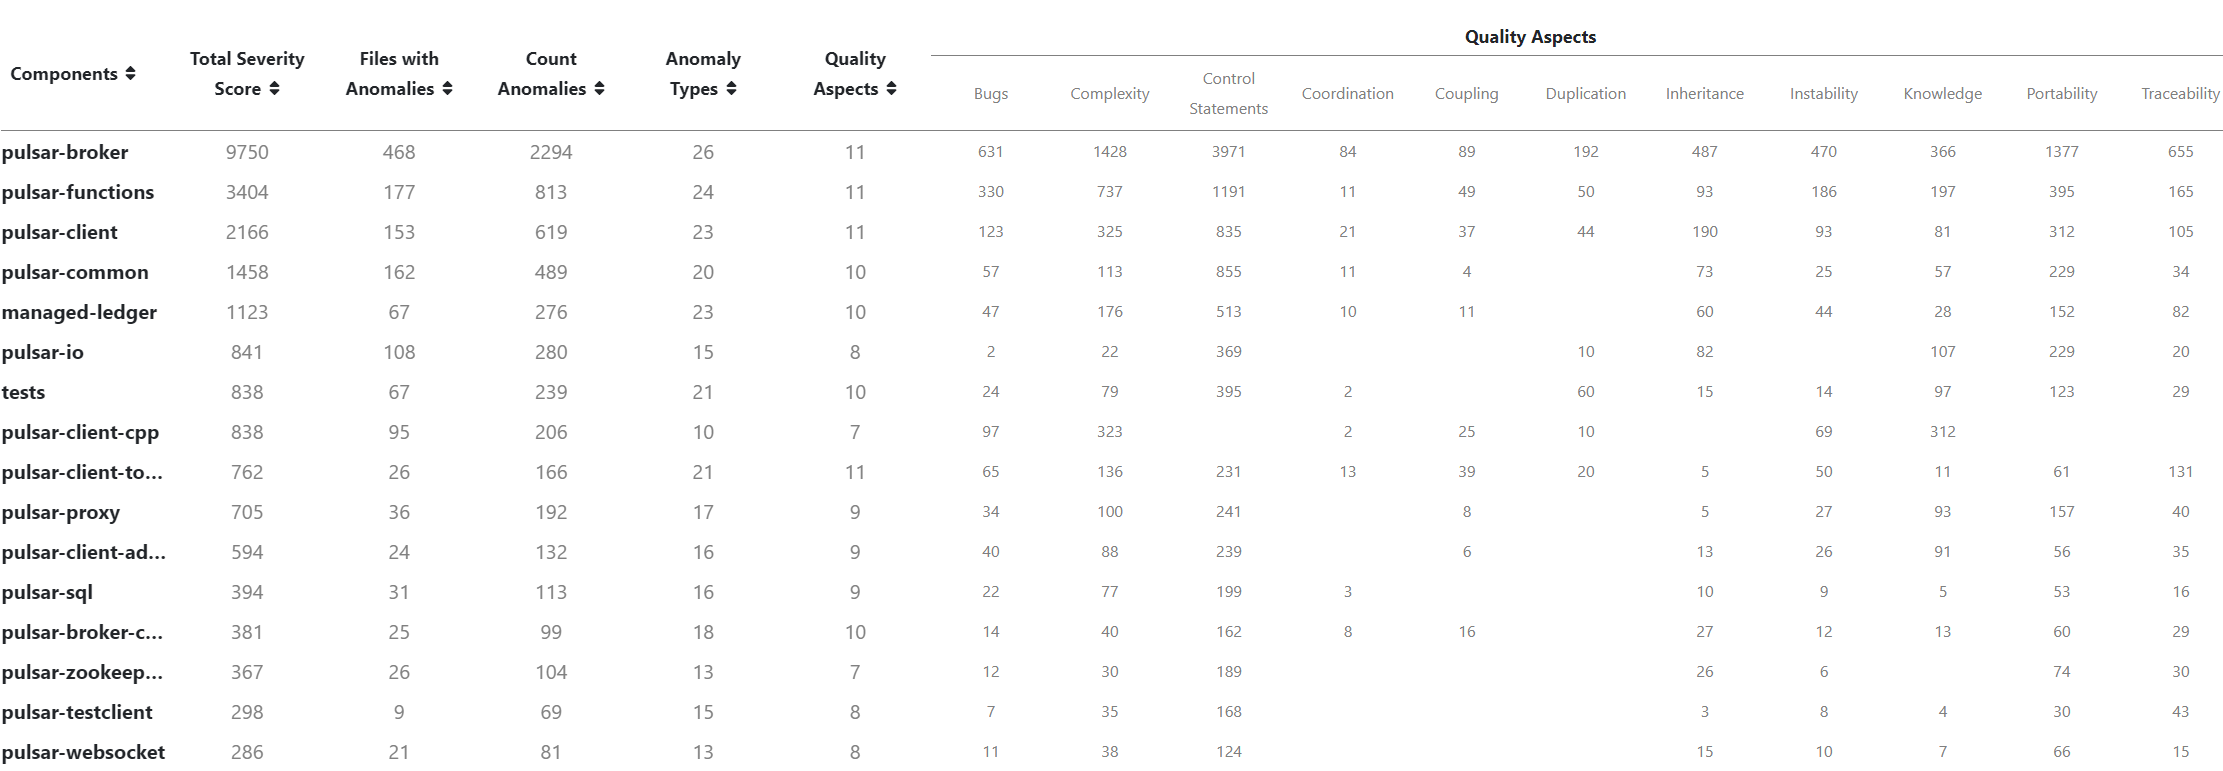 Quality Aspects
Components Total Severity Score Files with Anomalies Count Anomalies Anomaly Types Quality Aspects Bugs Complexity Control Statements Coordination Coupling Duplication Inheritance Instability Knowledge Portability Traceability
pulsar-broker 9750 468 2294 26 11 631 1428 3971 84 89 192 487 470 366 1377 655
pulsar-functions 3404 177 813 24 11 330 737 1191 11 49 50 93 186 197 395 165
pulsar-client 2166 153 619 23 11 123 325 835 21 37 44 190 93 81 312 105
pulsar-common 1458 162 489 20 10 57 113 855 11 4 73 25 57 229 34
managed-ledger 1123 67 276 23 10 47 176 513 10 11 60 44 28 152 82
pulsar-io 841 108 280 15 8 2 22 369 10 82 107 229 20
tests 838 67 239 21 10 24 79 395 2 60 15 14 97 123 29
pulsar-client-cpp 838 95 206 10 7 97 323 2 25 10 69 312
pulsar-client-to... 762 26 166 21 11 65 136 231 13 39 20 5 50 11 61 131
pulsar-proxy 705 36 192 17 9 34 100 241 8 5 27 93 157 40
pulsar-client-ad... 594 24 132 16 9 40 88 239 6 13 26 91 56 35
pulsar-sql 394 31 113 16 9 22 77 199 3 10 9 5 53 16
pulsar-broker-c... 381 25 99 18 10 14 40 162 8 16 27 12 13 60 29
pulsar-zookeep... 367 26 104 13 7 12 30 189 26 6 74 30
pulsar-testclient 298 9 69 15 8 7 35 168 3 8 4 30 43
pulsar-websocket 286 21 81 13 8 11 38 124 15 10 7 66 15